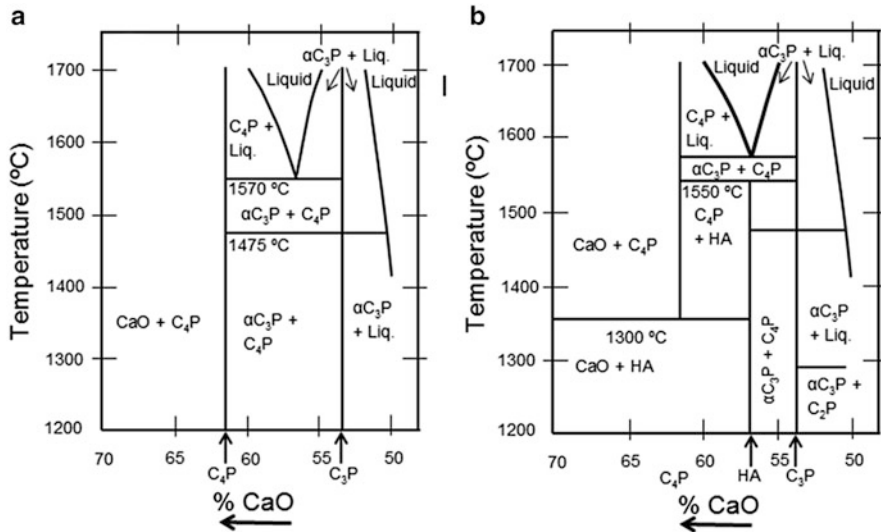 a
αC₃P + Liq.
1700
Liquid
Liquid
1600
C₄P +
Liq.
1570 ºC
1500
αC₃P + C₄P
1475 ºC
1400
Temperature (ºC)
CaO + C₄P
αC₃P +
C₄P
αC₃P
+ Liq.
1300
1200
70
65
60
55
50
C₄P
C₃P
% CaO
b
αC₃P + Liq.
1700
Liquid
Liquid
1600
C₄P +
Liq.
αC₃P + C₄P
1550 ºC
1500
C₄P
+ HA
CaO + C₄P
1400
Temperature (ºC)
1300 ºC
αC₃P + C₄P
αC₃P
+ Liq.
1300
CaO + HA
αC₃P +
C₂P
1200
70
65
60
55
50
C₄P
HA
C₃P
% CaO